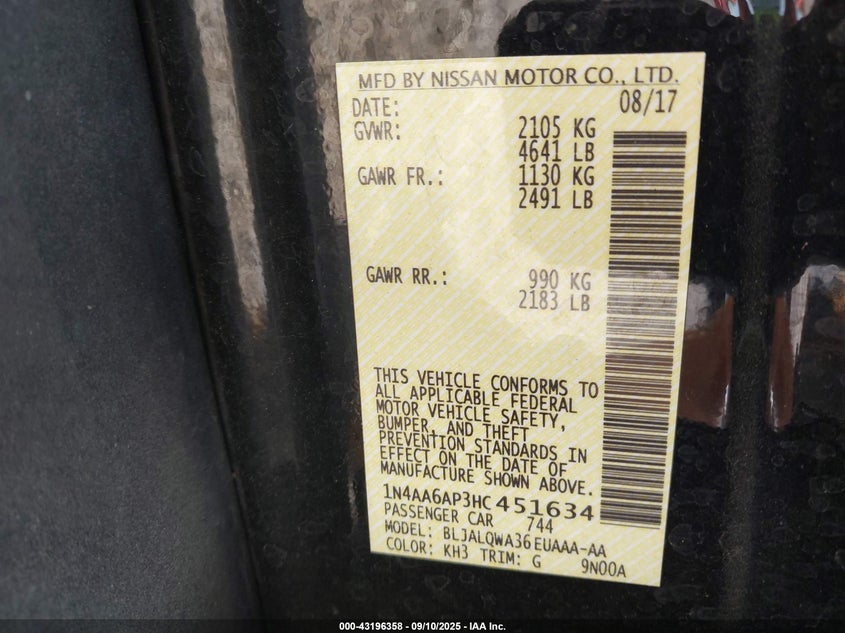 MFD BY NISSAN MOTOR CO., LTD.
DATE: 08/17
GVWR: 2105 KG
4641 LB
GAWR FR.: 1130 KG
2491 LB
GAWR RR.: 990 KG
2183 LB
THIS VEHICLE CONFORMS TO
ALL APPLICABLE FEDERAL
MOTOR VEHICLE SAFETY,
BUMPER, AND THEFT
PREVENTION STANDARDS IN
EFFECT ON THE DATE OF
MANUFACTURE SHOWN ABOVE.
1N4AA6AP3HC451634
PASSENGER CAR 744
MODEL: BLJALQWA36EUAAA-AA
COLOR: KH3 TRIM: G 9N00A
000-43196358 - 09/10/2025 - IAA Inc.